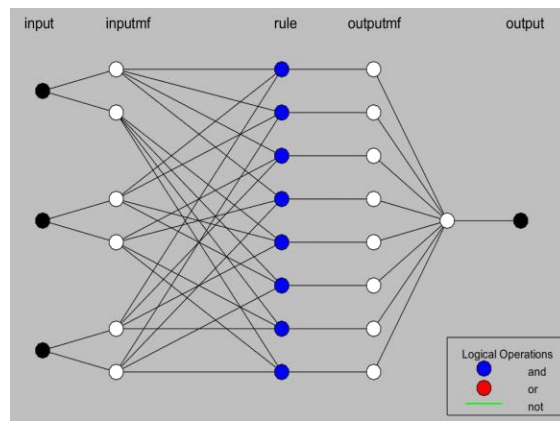 input inputmf rule outputmf output
Logical Operations
and
or
not